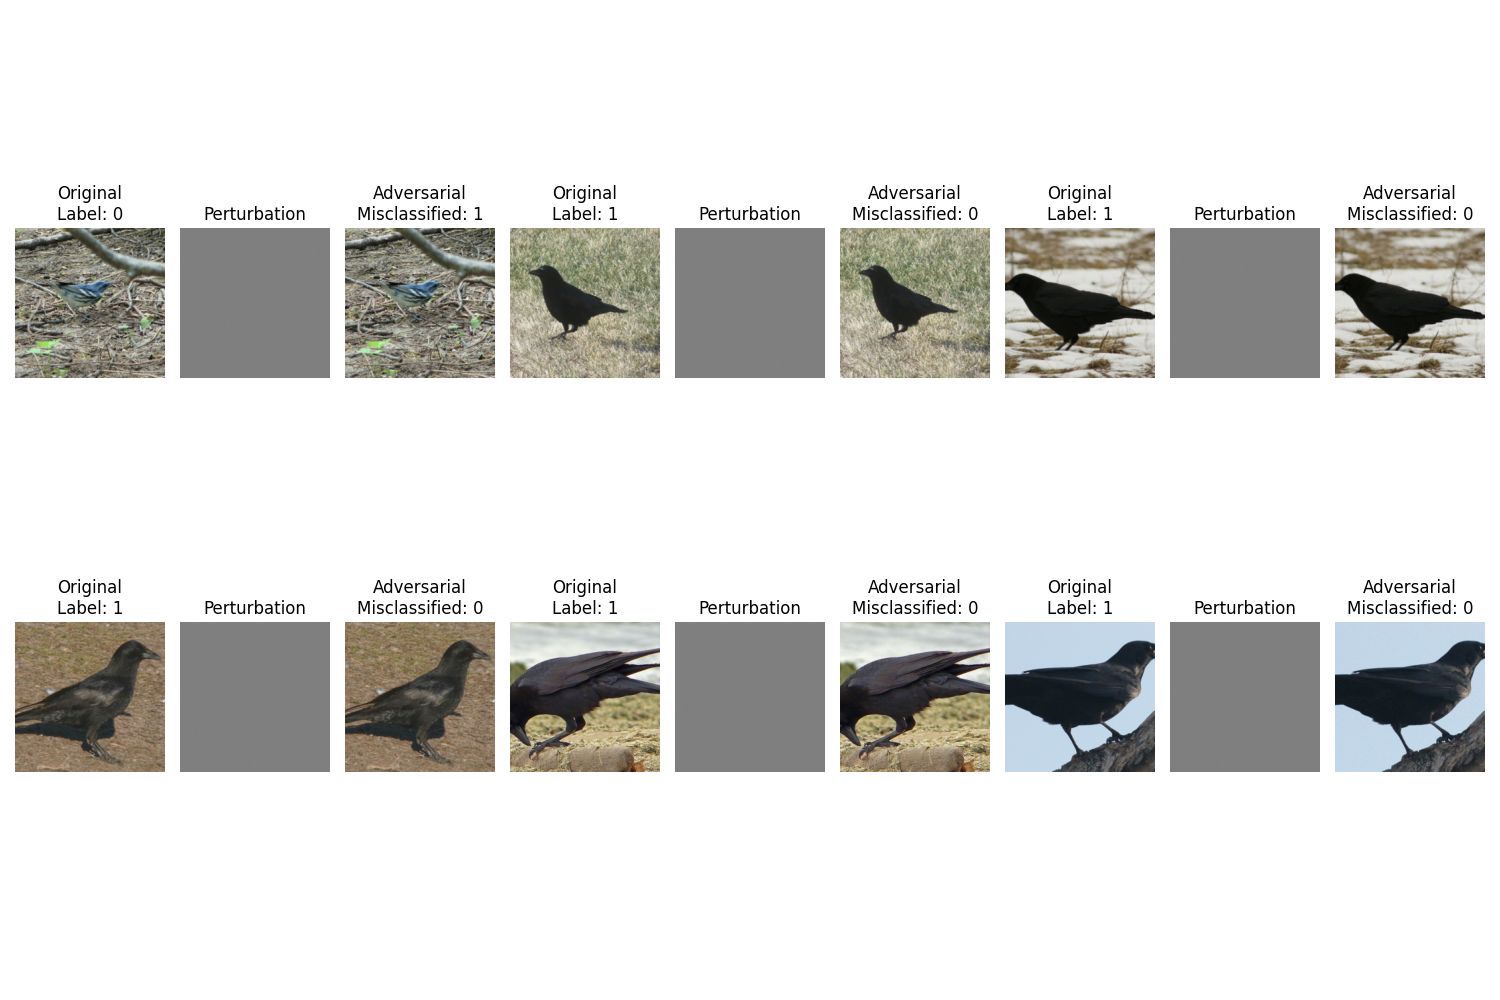 Original
Label: 0
Perturbation
Adversarial
Misclassified: 1
Original
Label: 1
Perturbation
Adversarial
Misclassified: 0
Original
Label: 1
Perturbation
Adversarial
Misclassified: 0
Original
Label: 1
Perturbation
Adversarial
Misclassified: 0
Original
Label: 1
Perturbation
Adversarial
Misclassified: 0
Original
Label: 1
Perturbation
Adversarial
Misclassified: 0